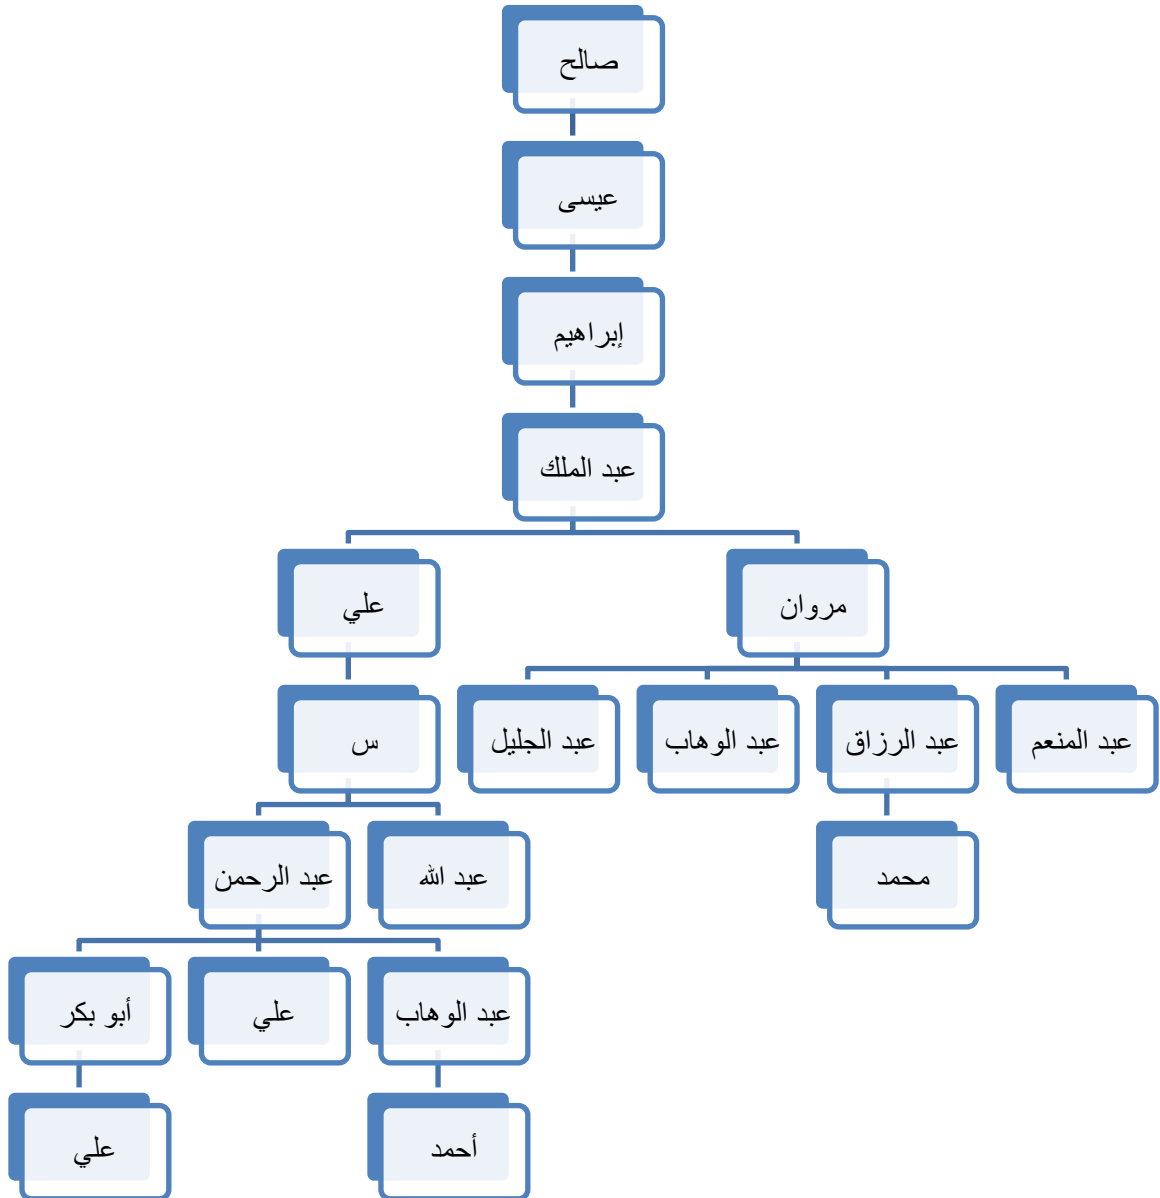 صالح
عيسى
إبراهيم
عبد الملك
مروان
علي
عبد المنعم
عبد الرزاق
عبد الوهاب
عبد الجليل
س
محمد
عبد الله
عبد الرحمن
عبد الوهاب
علي
أبو بكر
أحمد
علي